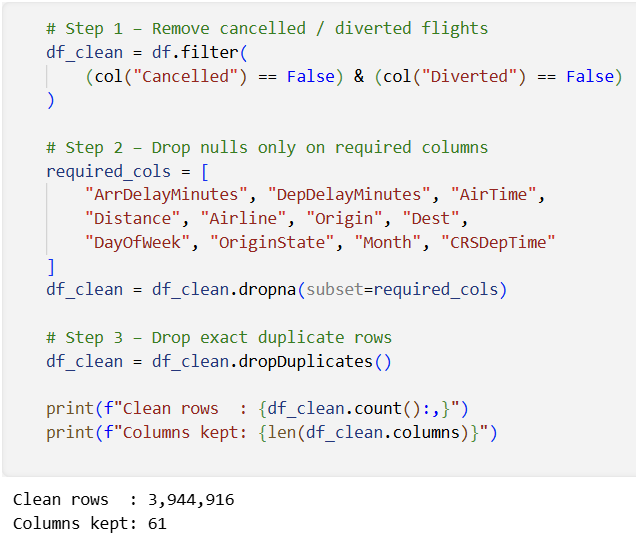 # Step 1 – Remove cancelled / diverted flights
df_clean = df.filter(
    (col("Cancelled") == False) & (col("Diverted") == False)
)

# Step 2 – Drop nulls only on required columns
required_cols = [
    "ArrDelayMinutes", "DepDelayMinutes", "AirTime",
    "Distance", "Airline", "Origin", "Dest",
    "DayOfWeek", "OriginState", "Month", "CRSDepTime"
]
df_clean = df_clean.dropna(subset=required_cols)

# Step 3 – Drop exact duplicate rows
df_clean = df_clean.dropDuplicates()

print(f"Clean rows  : {df_clean.count():,}")
print(f"Columns kept: {len(df_clean.columns)}")

Clean rows  : 3,944,916
Columns kept: 61